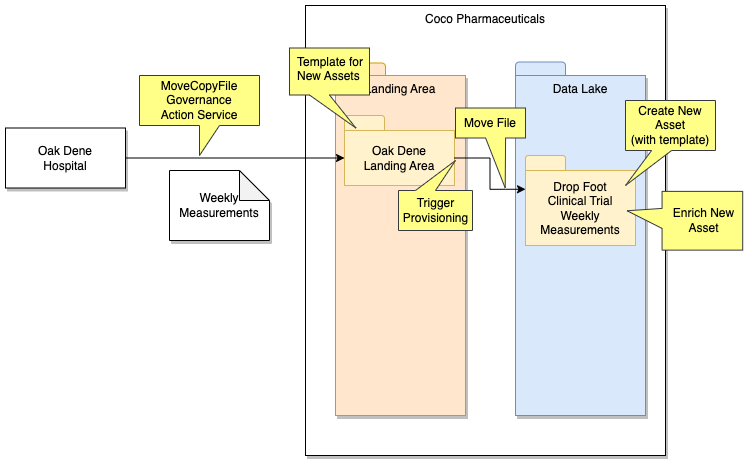 Coco Pharmaceuticals
Template for
New Assets
MoveCopyFile
Governance
Action Service
Landing Area
Data Lake
Move File
Create New
Asset
(with template)
Oak Dene
Hospital
Oak Dene
Landing Area
Weekly
Measurements
Trigger
Provisioning
Drop Foot
Clinical Trial
Weekly
Measurements
Enrich New
Asset